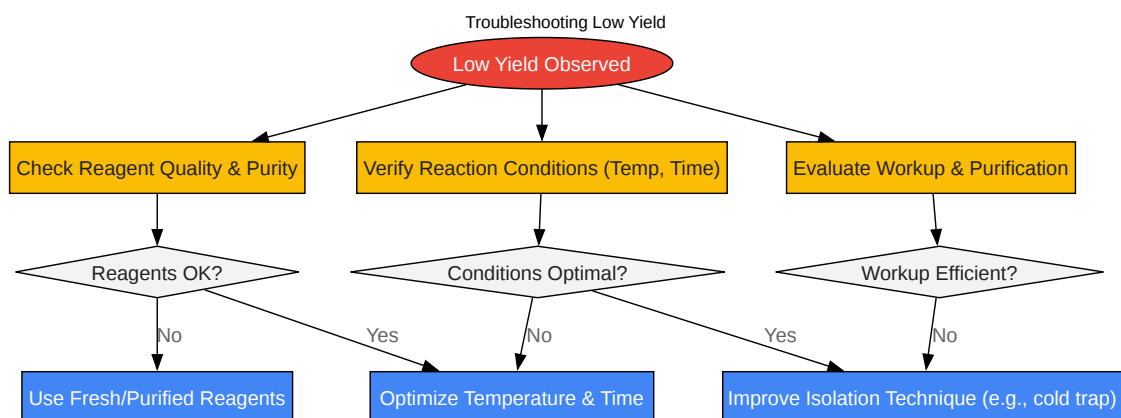 Troubleshooting Low Yield
Low Yield Observed
Check Reagent Quality & Purity
Verify Reaction Conditions (Temp, Time)
Evaluate Workup & Purification
Reagents OK?
Conditions Optimal?
Workup Efficient?
No
Yes
No
Yes
No
Use Fresh/Purified Reagents
Optimize Temperature & Time
Improve Isolation Technique (e.g., cold trap)